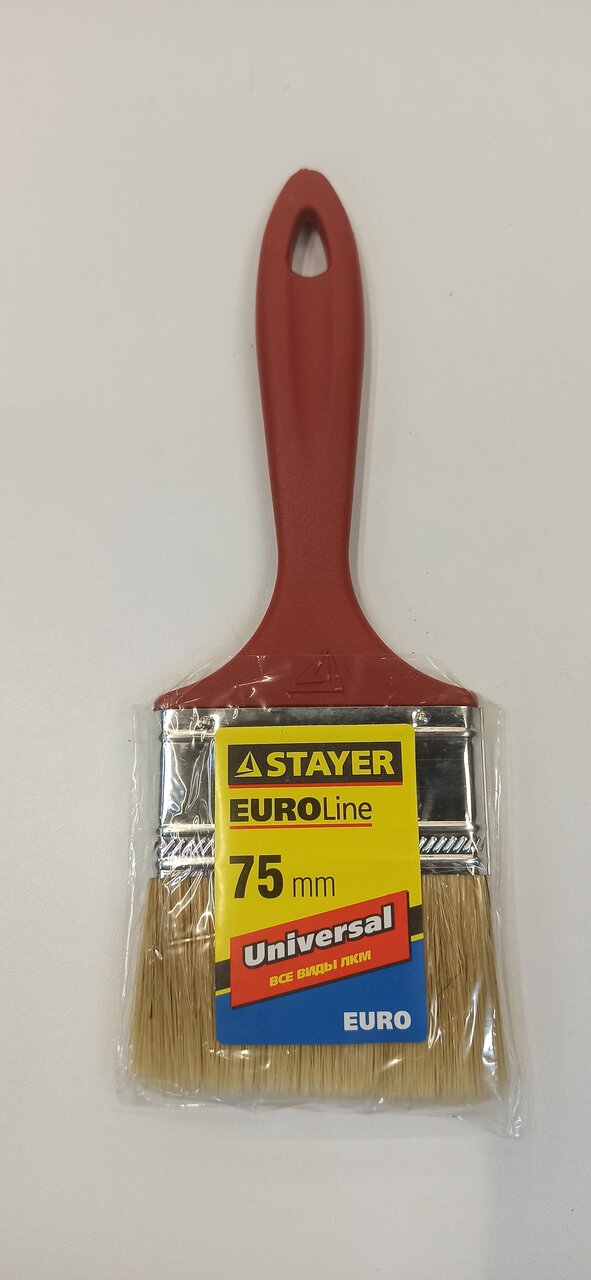 STAYER
EUROLine
75 mm
Universal
ВСЕ ВИДЫ ЛКМ
EURO